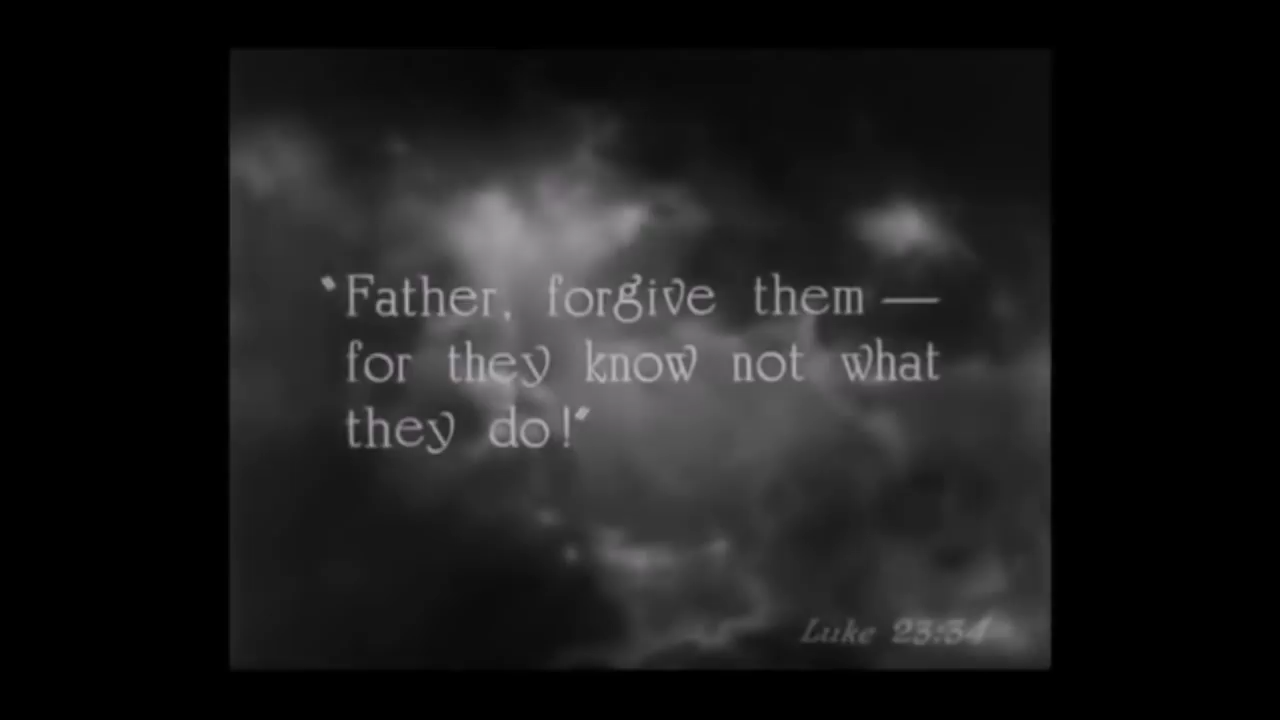 "Father, forgive them —
for they know not what
they do!"
Luke 23:34